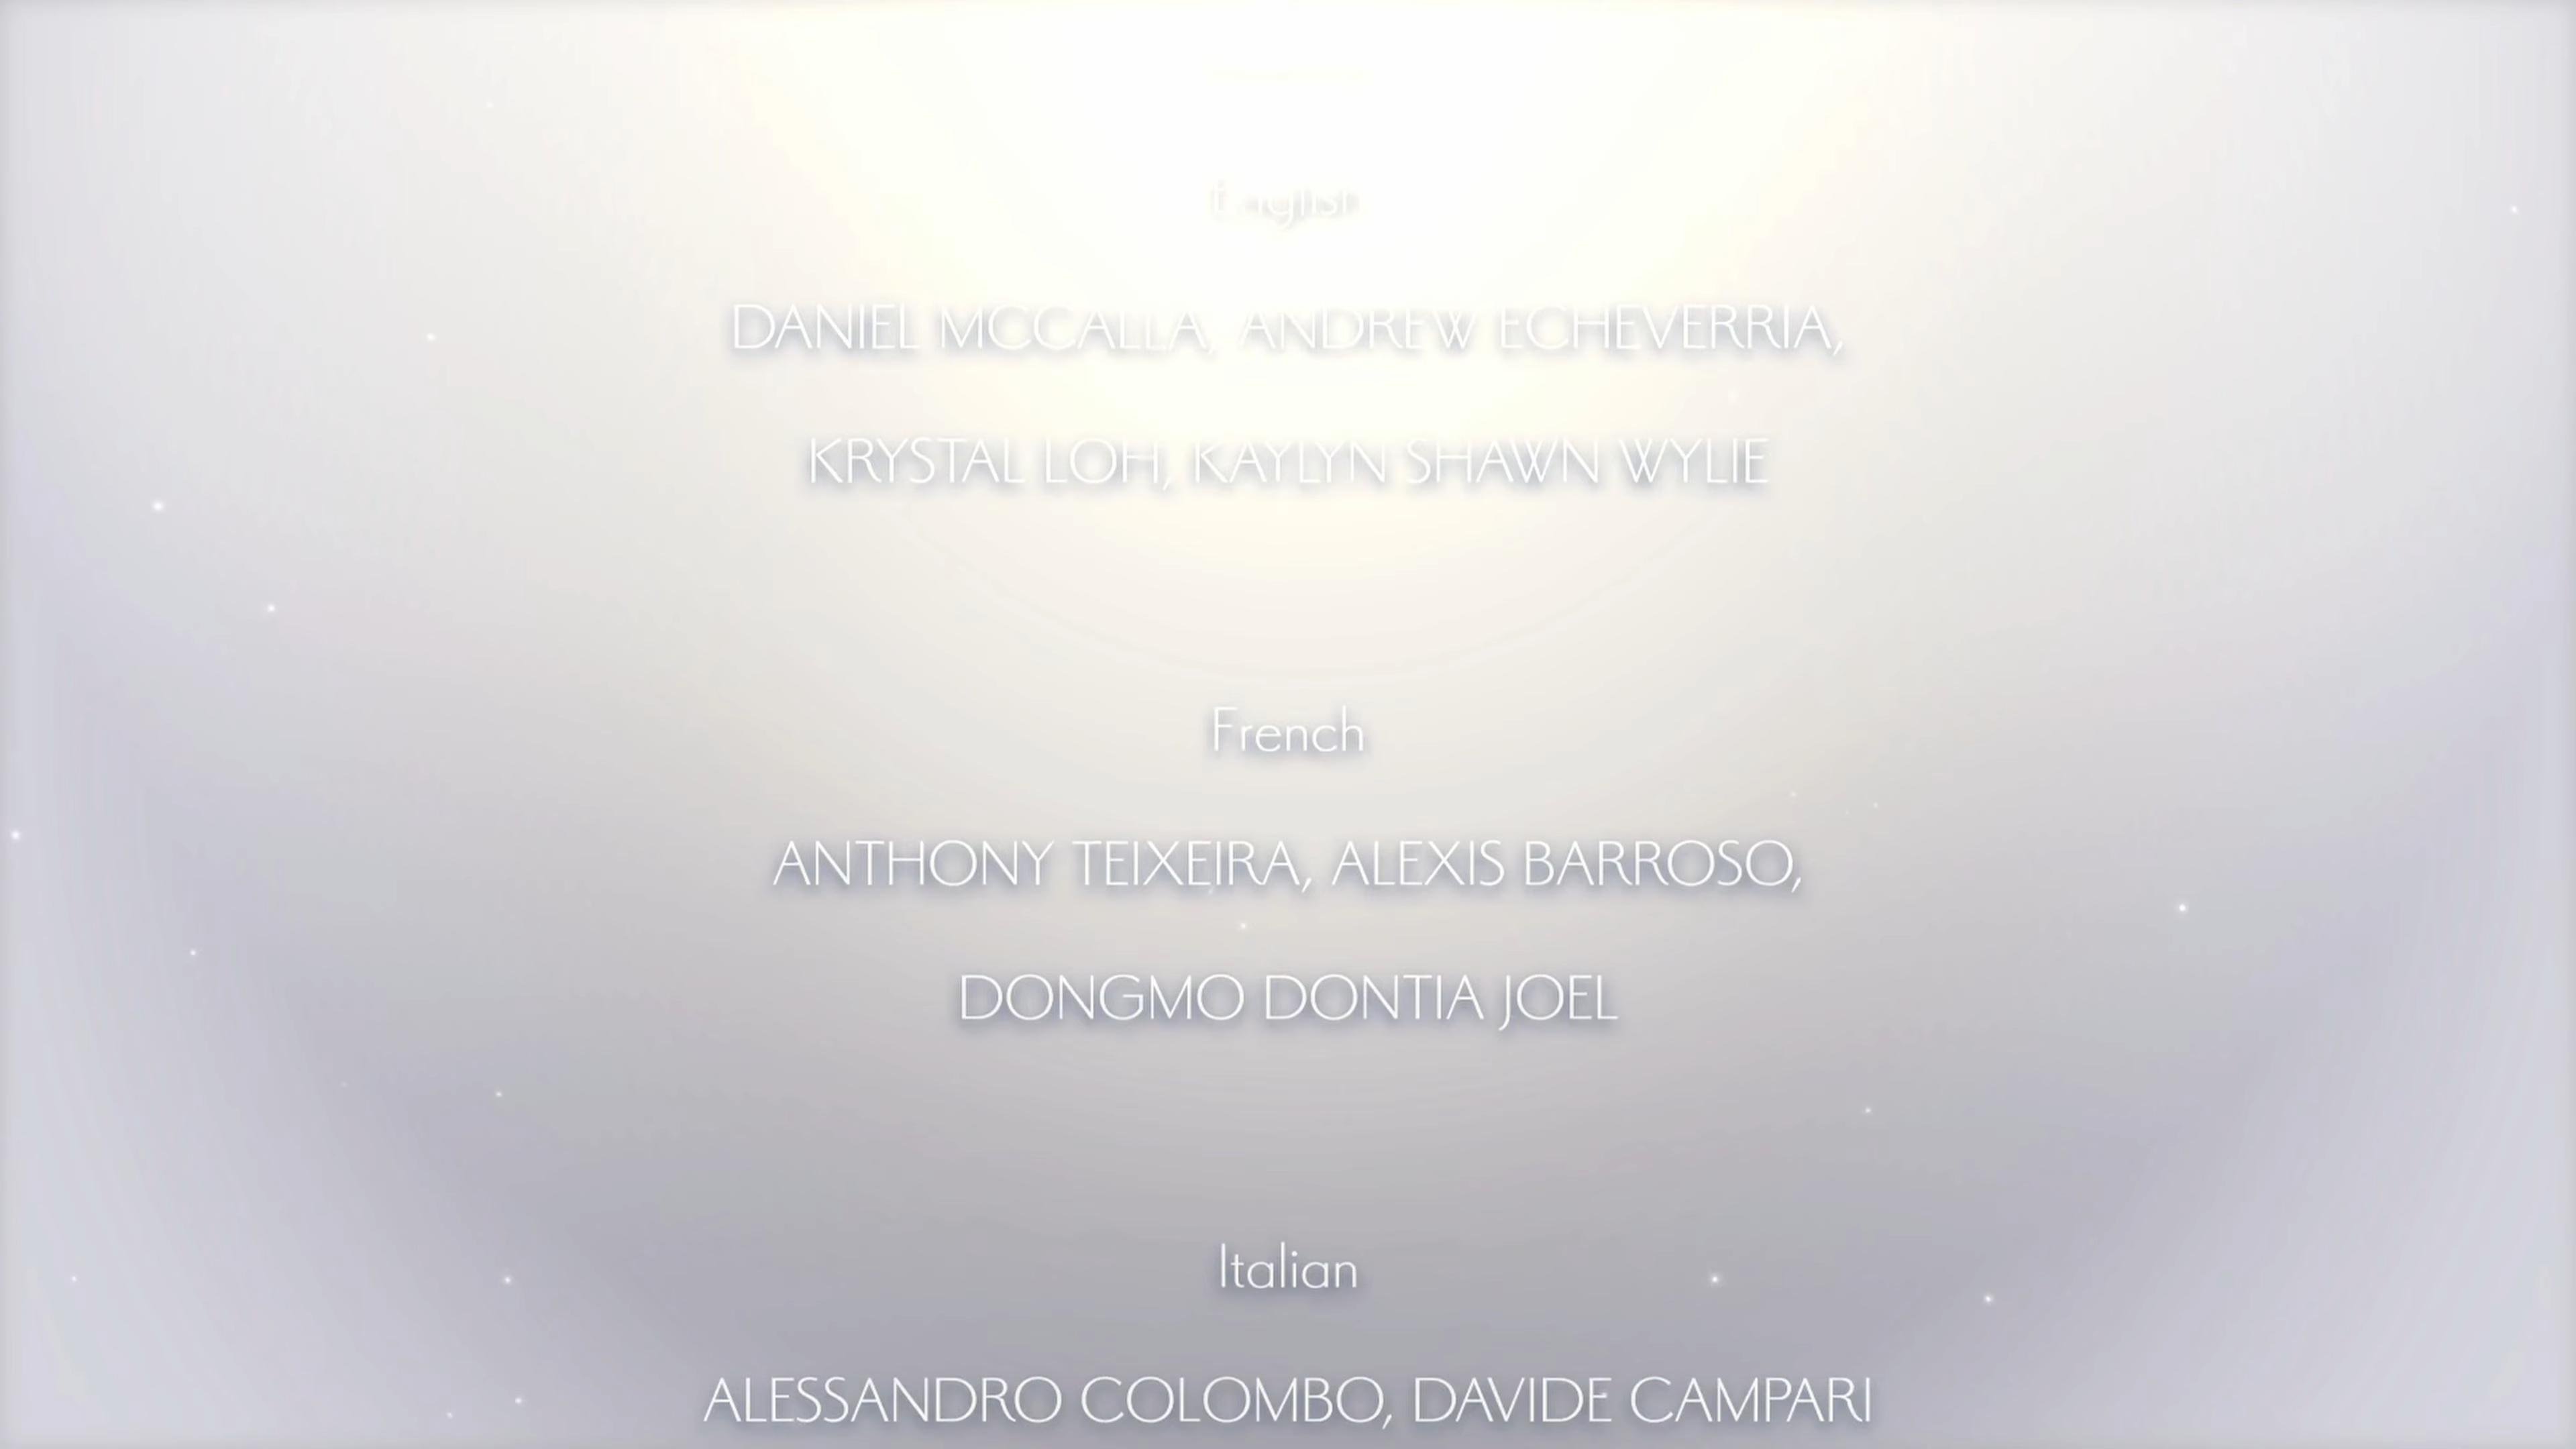 English
DANIEL MCCALLA, ANDREW ECHEVERRIA,
KRYSTAL LOH, KAYLYN SHAWN WYLIE
French
ANTHONY TEIXEIRA, ALEXIS BARROSO,
DONGMO DONTIA JOEL
Italian
ALESSANDRO COLOMBO, DAVIDE CAMPARI